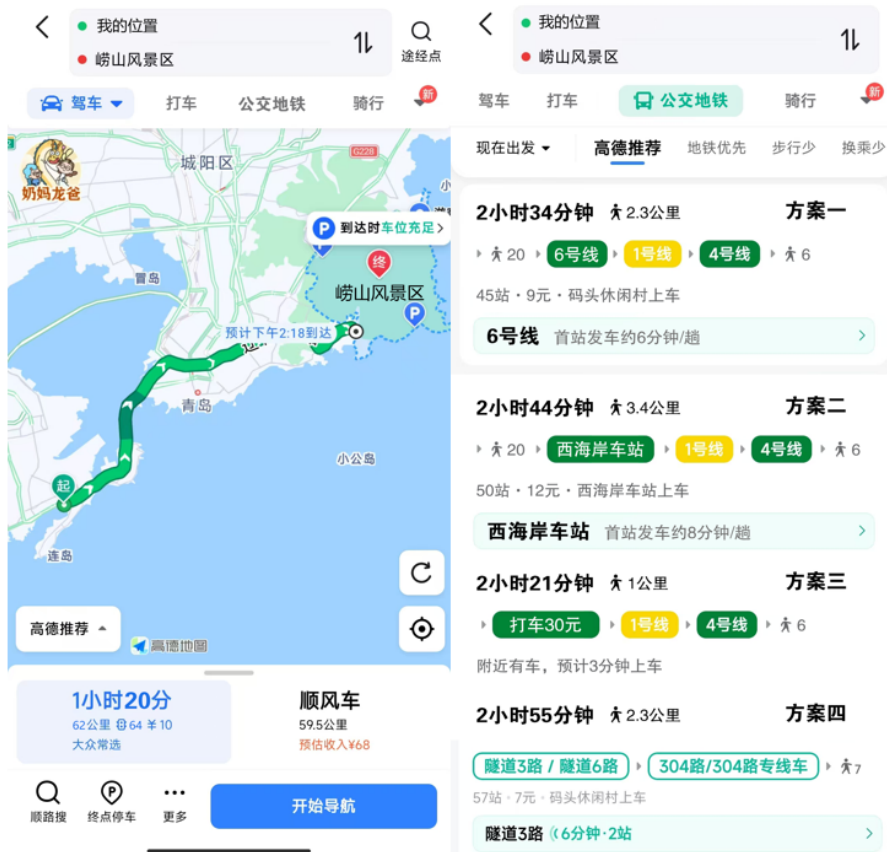 我的位置
崂山风景区
途经点
驾车
打车
公交地铁
骑行
新
奶妈龙爸
城阳区
G228
到达时车位充足
终
崂山风景区
冒岛
预计下午2:18到达
青岛
小公岛
起
连岛
高德推荐
高德地图
1小时20分
62公里 64 ¥10
大众常选
顺风车
59.5公里
预估收入¥68
顺路搜
终点停车
更多
开始导航
我的位置
崂山风景区
驾车
打车
公交地铁
骑行
新
现在出发
高德推荐
地铁优先
步行少
换乘少
2小时34分钟 2.3公里
方案一
20 6号线 1号线 4号线 6
45站·9元·码头休闲村上车
6号线 首站发车约6分钟/趟
2小时44分钟 3.4公里
方案二
20 西海岸车站 1号线 4号线 6
50站·12元·西海岸车站上车
西海岸车站 首站发车约8分钟/趟
2小时21分钟 1公里
方案三
打车30元 1号线 4号线 6
附近有车，预计3分钟上车
2小时55分钟 2.3公里
方案四
隧道3路 / 隧道6路 304路/304路专线车 7
57站·7元·码头休闲村上车
隧道3路 6分钟·2站